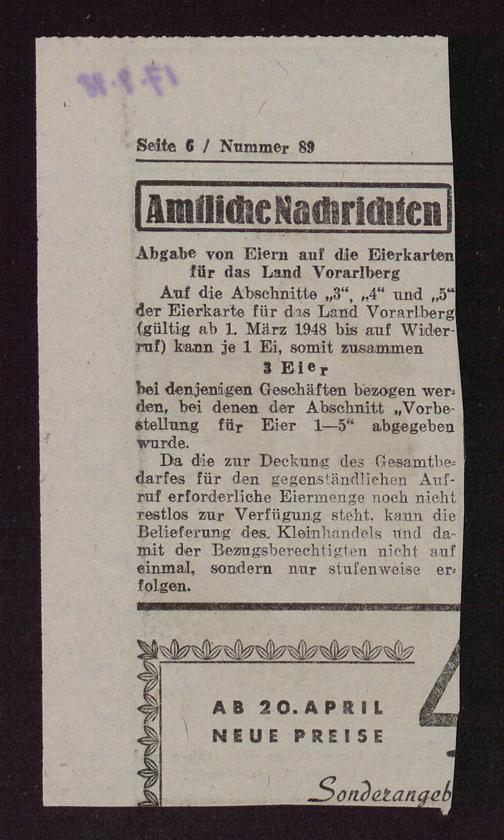 17.4.48
Seite 6 / Nummer 89
Amtliche Nachrichten
Abgabe von Eiern auf die Eierkarten
für das Land Vorarlberg
Auf die Abschnitte „3“, „4“ und „5“
der Eierkarte für das Land Vorarlberg
(gültig ab 1. März 1948 bis auf Wider-
ruf) kann je 1 Ei, somit zusammen
3 Eier
bei denjenigen Geschäften bezogen wer-
den, bei denen der Abschnitt „Vorbe-
stellung für Eier 1—5“ abgegeben
wurde.
Da die zur Deckung des Gesamtbe-
darfes für den gegenständlichen Auf-
ruf erforderliche Eiermenge noch nicht
restlos zur Verfügung steht, kann die
Belieferung des Kleinhandels und da-
mit der Bezugsberechtigten nicht auf
einmal, sondern nur stufenweise er-
folgen.
AB 20. APRIL
NEUE PREISE
Sonderangeb